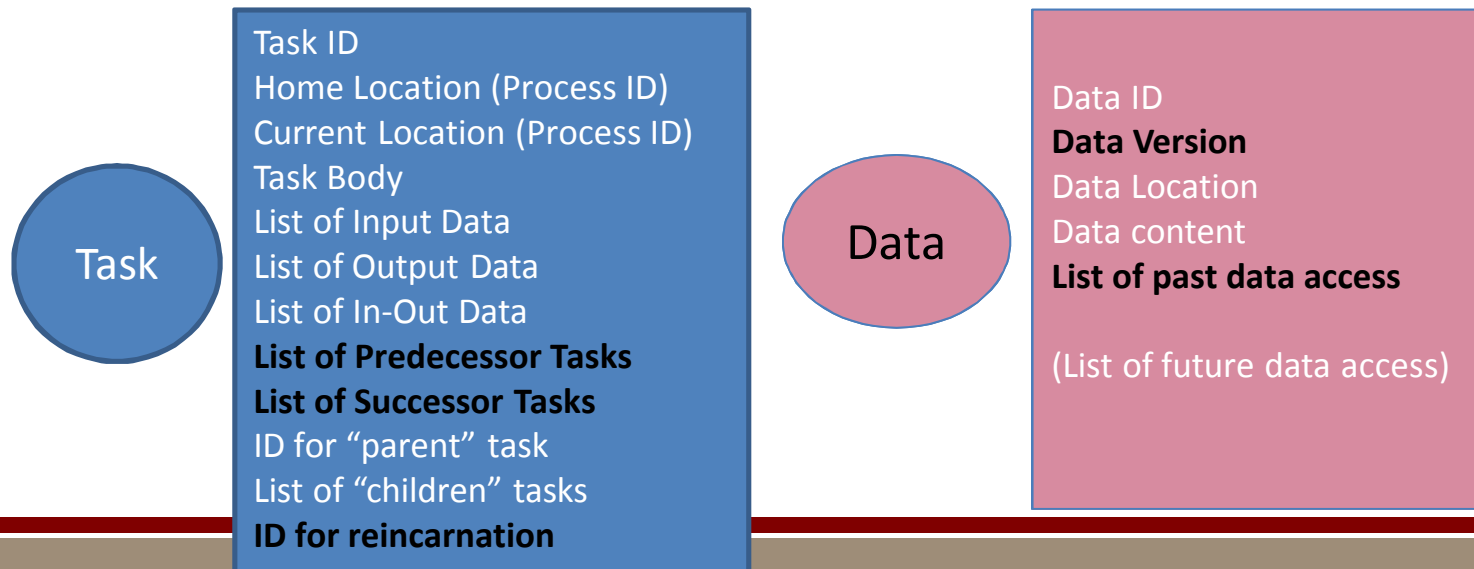 Task
Task ID
Home Location (Process ID)
Current Location (Process ID)
Task Body
List of Input Data
List of Output Data
List of In-Out Data
List of Predecessor Tasks
List of Successor Tasks
ID for “parent” task
List of “children” tasks
ID for reincarnation
Data
Data ID
Data Version
Data Location
Data content
List of past data access
(List of future data access)